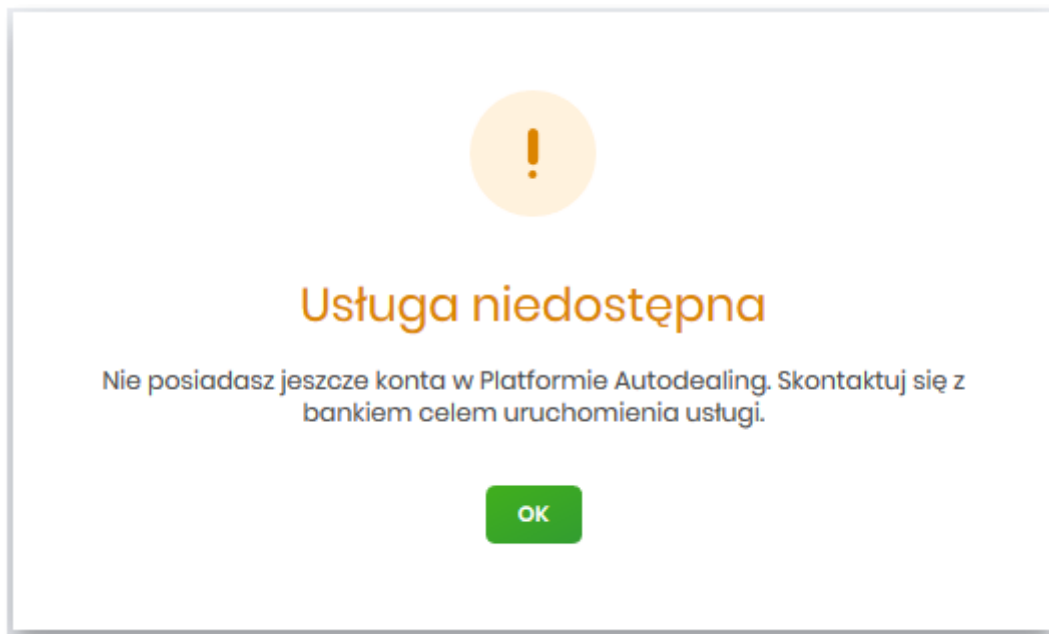 Usługa niedostępna
Nie posiadasz jeszcze konta w Platformie Autodealing. Skontaktuj się z
bankiem celem uruchomienia usługi.
OK